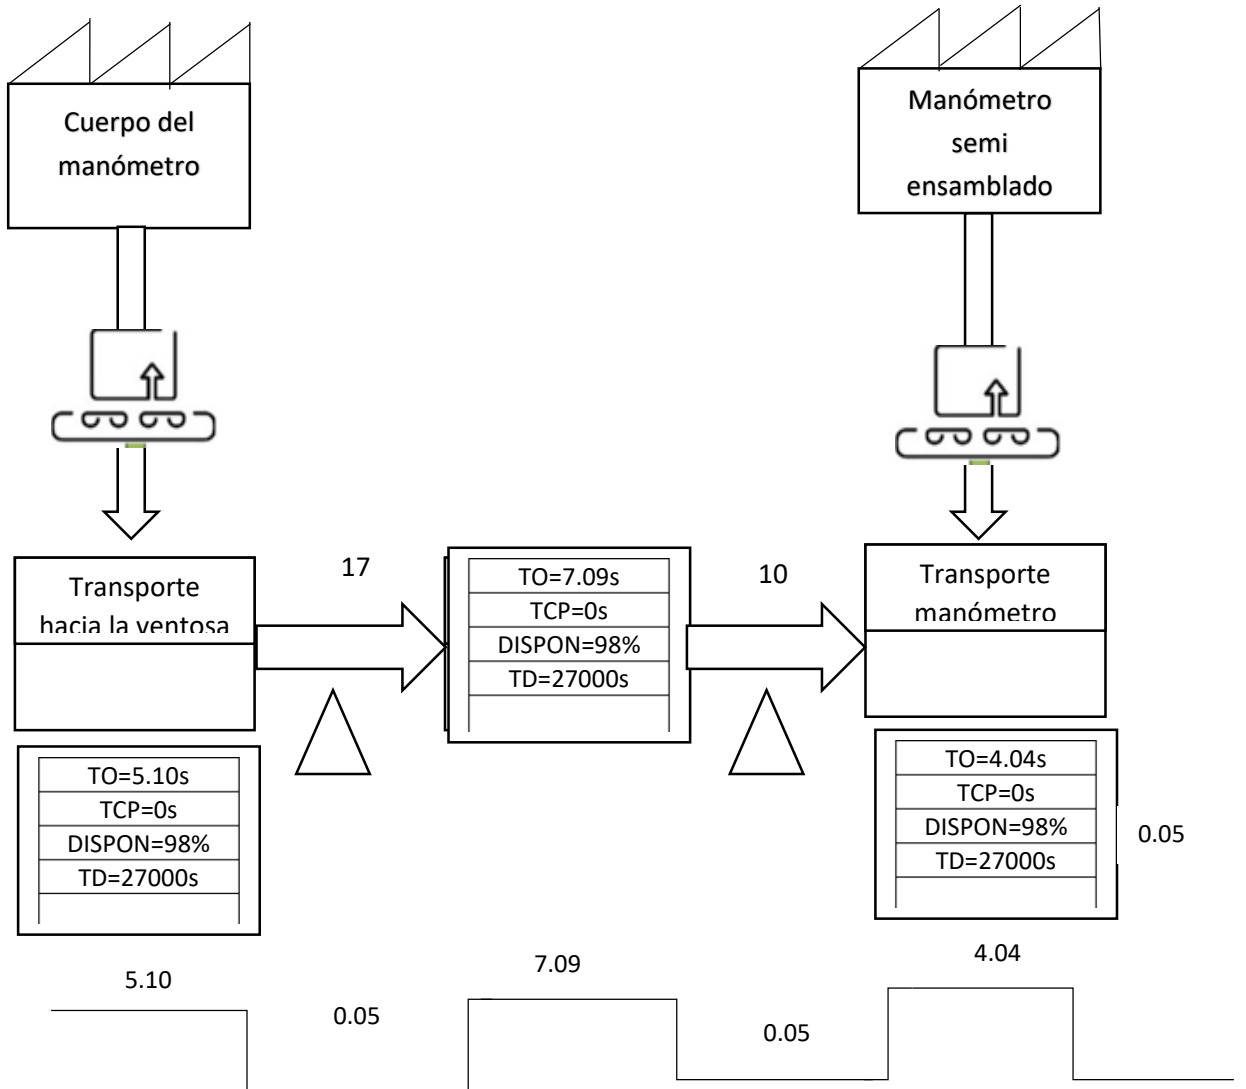 Cuerpo del
manómetro
Manómetro
semi
ensamblado
Transporte
hacia la ventosa
17
TO=7.09s
TCP=0s
DISPON=98%
TD=27000s
10
Transporte
manómetro
TO=5.10s
TCP=0s
DISPON=98%
TD=27000s
TO=4.04s
TCP=0s
DISPON=98%
TD=27000s
0.05
5.10
0.05
7.09
0.05
4.04